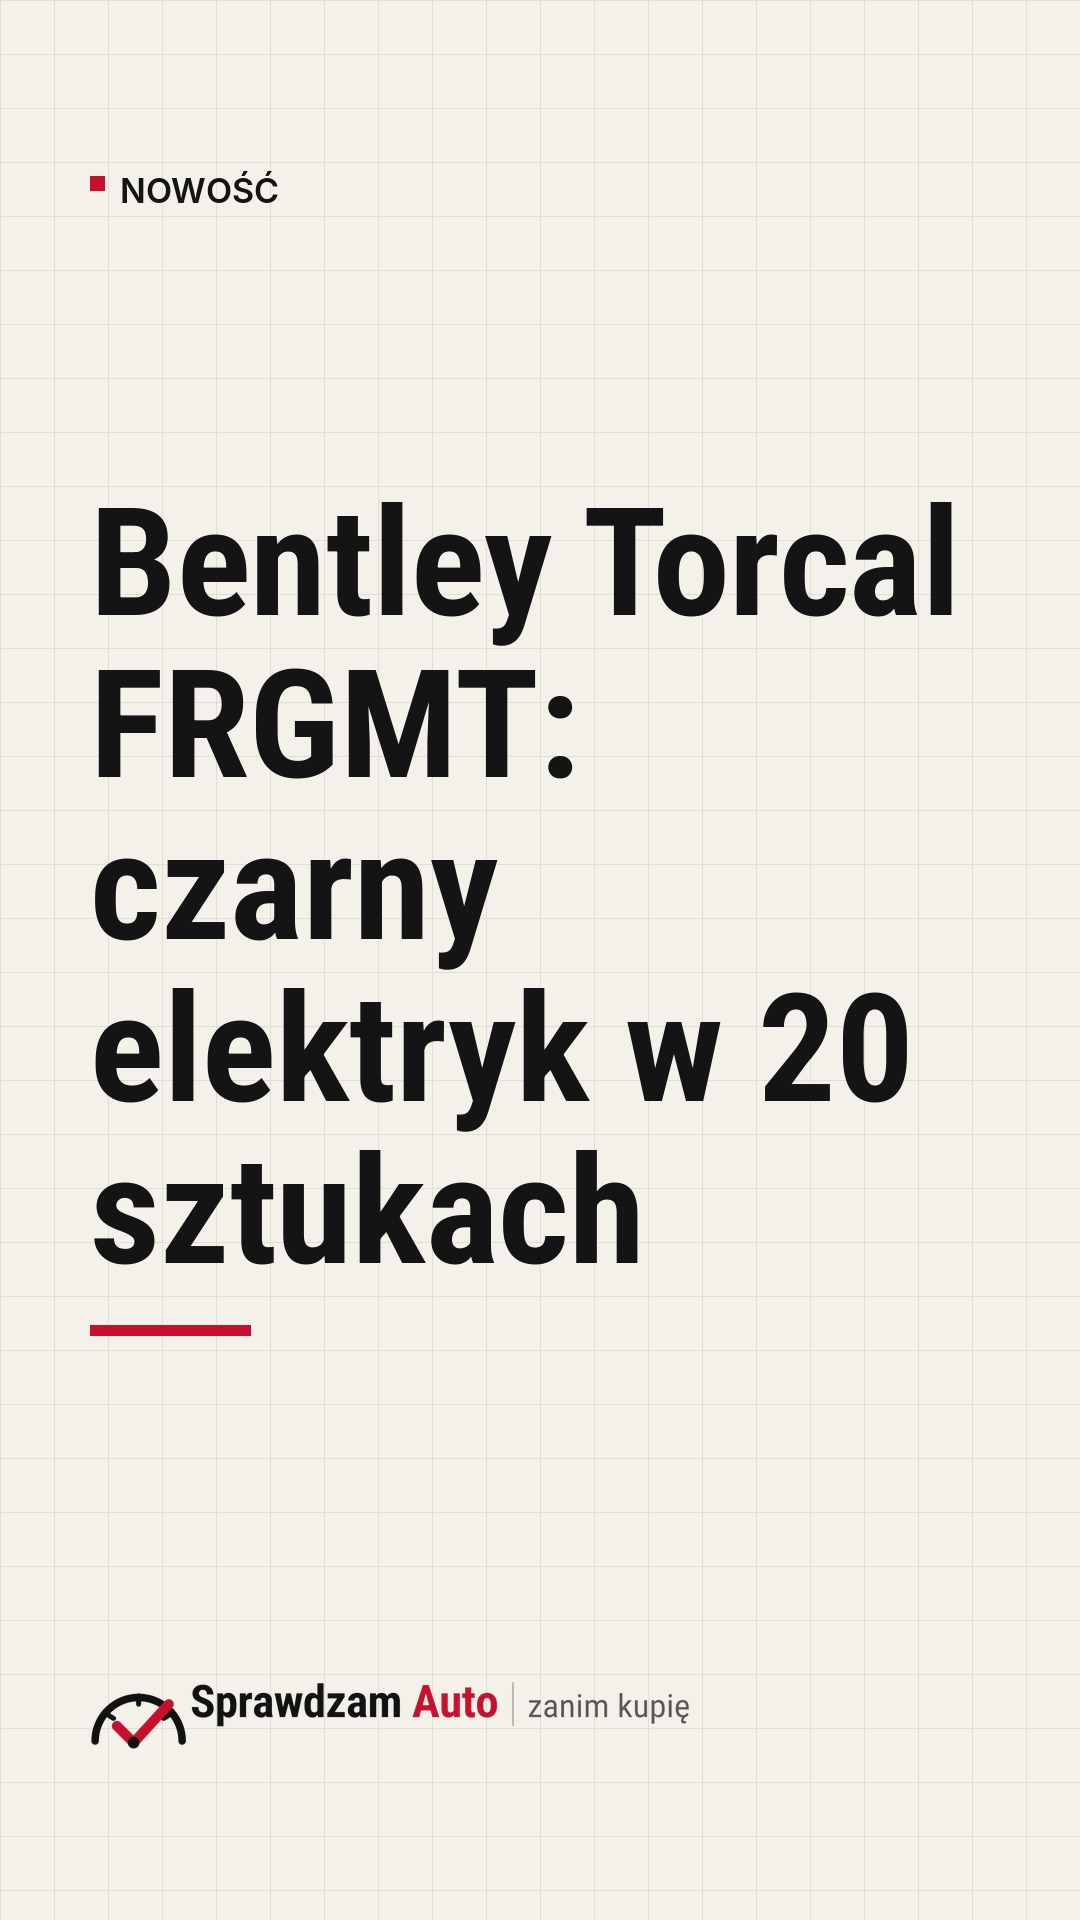 NOWOŚĆ
Bentley Torcal
FRGMT:
czarny
elektryk w 20
sztukach
Sprawdzam Auto | zanim kupię